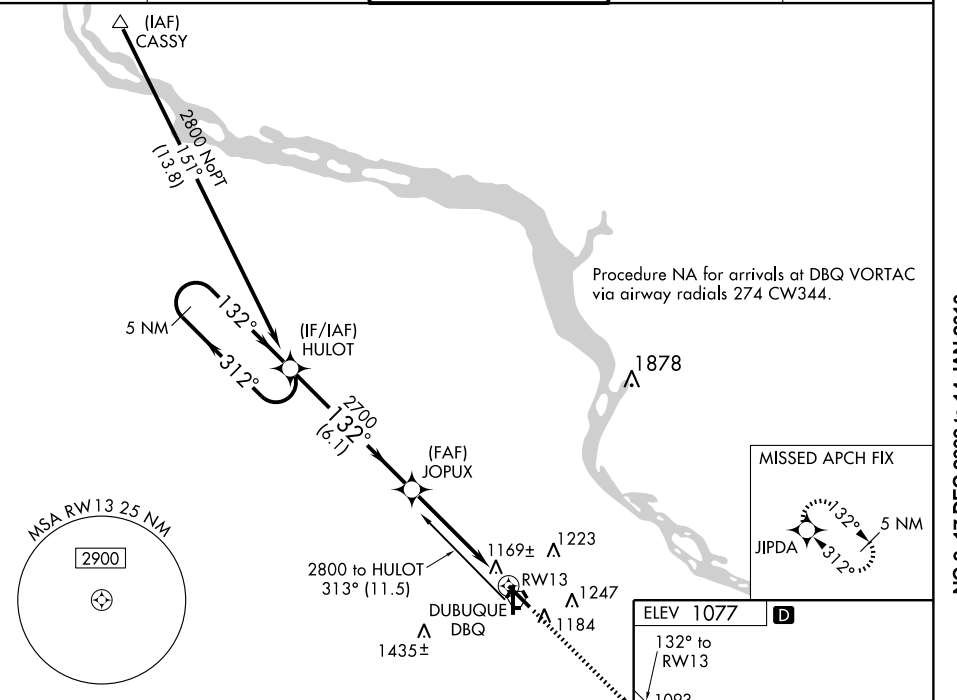 (IAF)
CASSY
2800 NoPT
151°
(13.8)
Procedure NA for arrivals at DBQ VORTAC
via airway radials 274 CW344.
5 NM
132°
312°
(IF/IAF)
HULOT
1878
2700
132°
(6.1)
(FAF)
JOPUX
MISSED APCH FIX
132°
5 NM
JIPDA
312°
MSA RW13 25 NM
2900
2800 to HULOT
313° (11.5)
1169±
1223
RW13
1247
DUBUQUE
DBQ
1184
1435±
ELEV 1077
D
132° to
RW13
1093